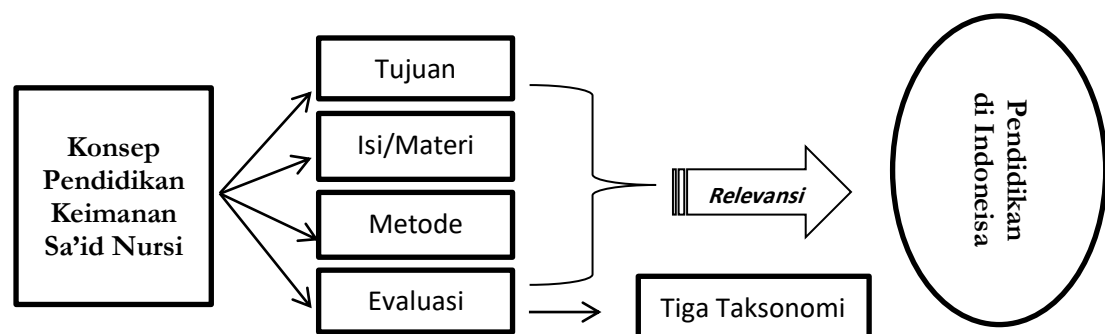 Konsep
Pendidikan
Keimanan
Sa’id Nursi
Tujuan
Isi/Materi
Metode
Evaluasi
Tiga Taksonomi
Relevansi
Pendidikan
di Indoneisa